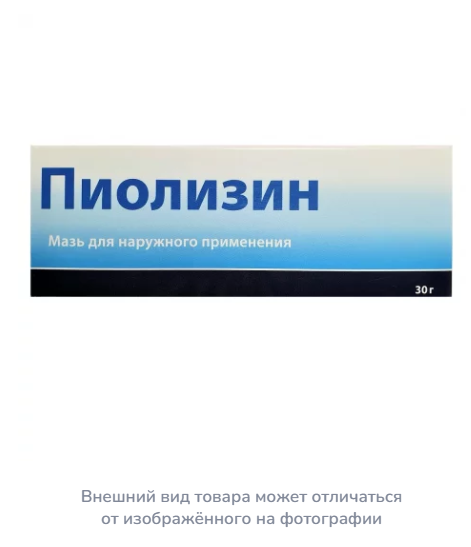 Пиолизин
Мазь для наружного применения
30 г
Внешний вид товара может отличаться
от изображённого на фотографии